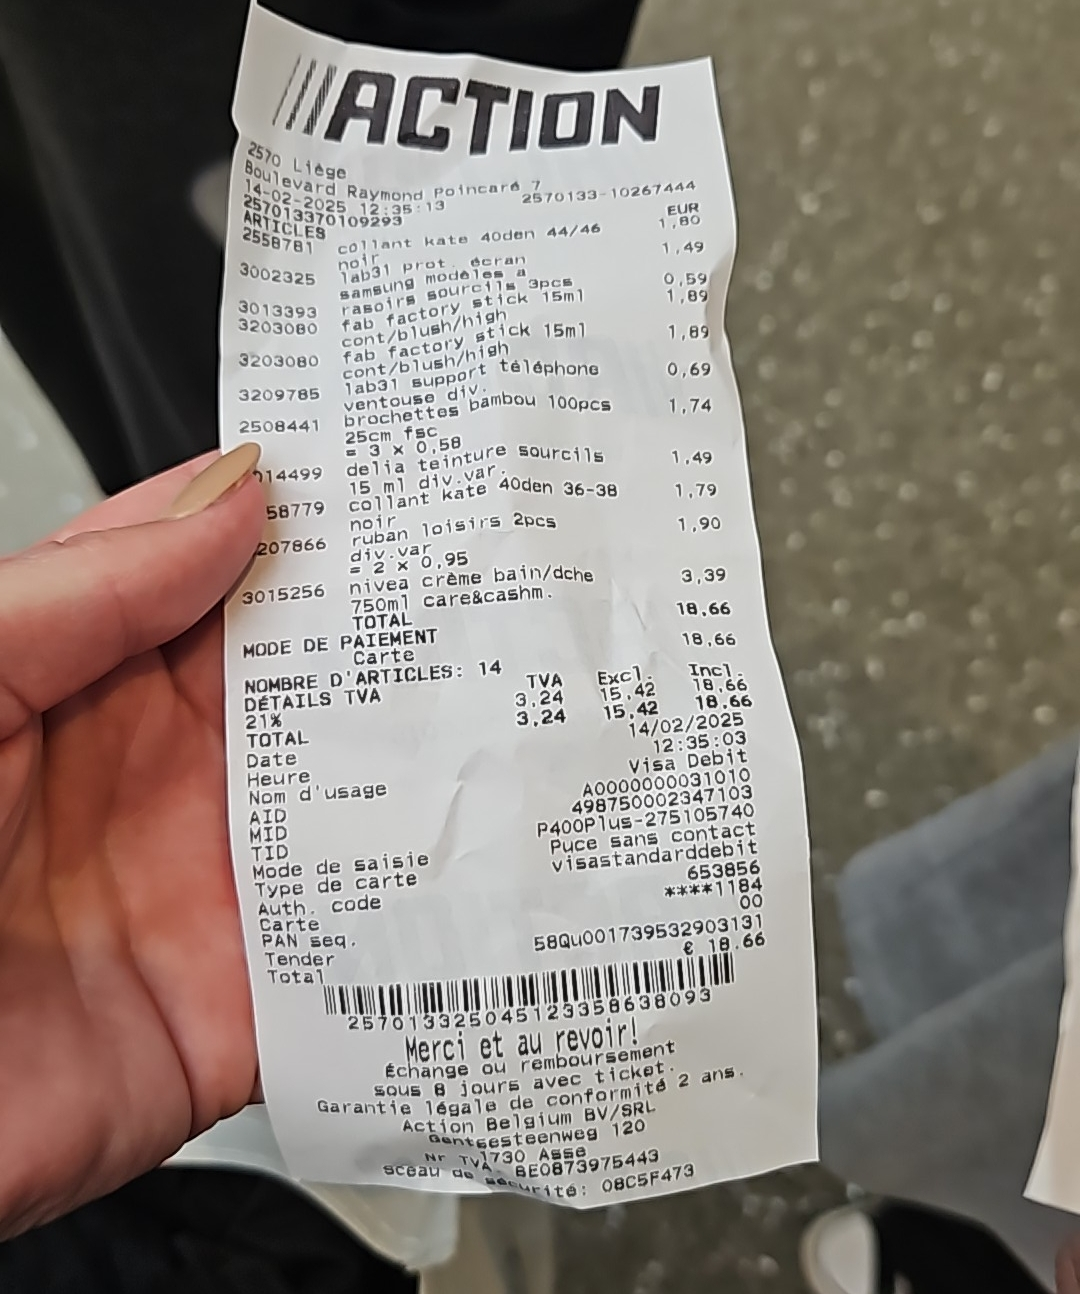 ACTION
2570 Liège
Boulevard Raymond Poincaré 7
14-02-2025 12:35:13 2570133-10267444
257013370109293
ARTICLES EUR
2558781 collant kate 40den 44/46 1,80
noir
3002325 lab31 prot. écran 1,49
samsung modèles a
3013393 rasoirs sourcils 3pcs 0,59
3203080 fab factory stick 15ml 1,89
cont/blush/high
3203080 fab factory stick 15ml 1,89
cont/blush/high
3209785 lab31 support téléphone 0,69
ventouse div.
2508441 brochettes bambou 100pcs 1,74
25cm fsc
= 3 x 0,58
014499 delia teinture sourcils 1,49
15 ml div.var.
58779 collant kate 40den 36-38 1,79
noir
207866 ruban loisirs 2pcs 1,90
div.var
= 2 x 0,95
3015256 nivea crème bain/dche 3,39
750ml care&cashm.
TOTAL 18,66
MODE DE PAIEMENT
Carte 18,66
NOMBRE D'ARTICLES: 14
DÉTAILS TVA TVA Excl. Incl.
21% 3,24 15,42 18,66
TOTAL 3,24 15,42 18,66
Date 14/02/2025
Heure 12:35:03
Nom d'usage Visa Debit
AID A0000000031010
MID 498750002347103
TID P400Plus-275105740
Mode de saisie Puce sans contact
Type de carte visastandarddebit
Auth. code 653856
Carte ****1184
PAN seq. 00
Tender 58Qu001739532903131
Total € 18.66
257013325045123358638093
Merci et au revoir!
Échange ou remboursement
sous 8 jours avec ticket.
Garantie légale de conformité 2 ans.
Action Belgium BV/SRL
Gentsesteenweg 120
1730 Asse
Nr TVA: BE0873975443
sceau de sécurité: 08C5F473